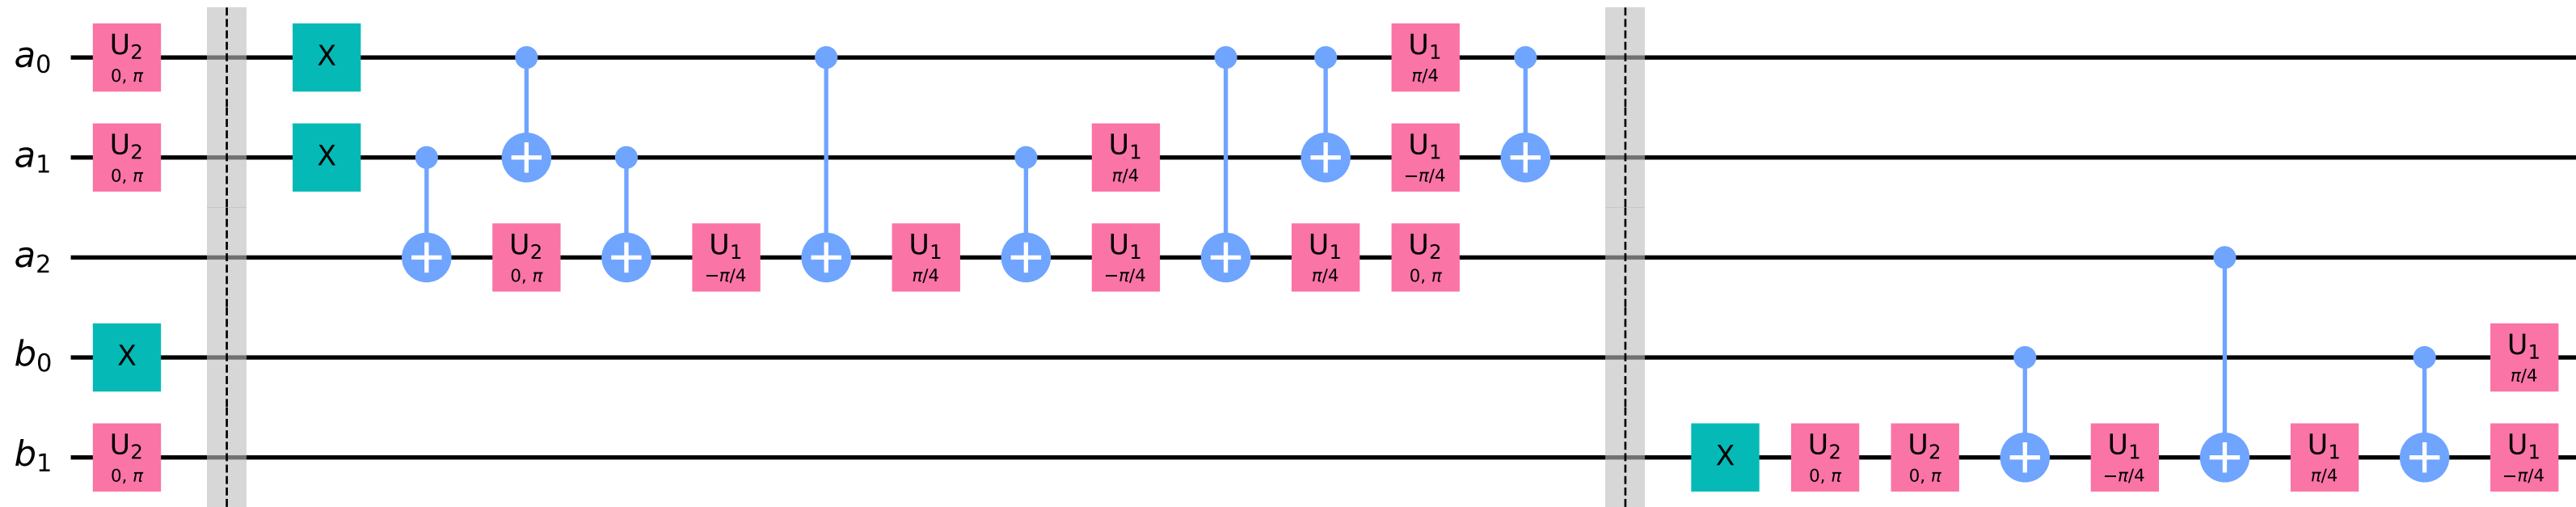 a0 U2 0, π X U1 π/4
a1 U2 0, π X U1 π/4 U1 −π/4
a2 U2 0, π U1 −π/4 U1 π/4 U1 −π/4 U1 π/4 U2 0, π
b0 X U1 π/4
b1 U2 0, π X U2 0, π U2 0, π U1 −π/4 U1 π/4 U1 −π/4